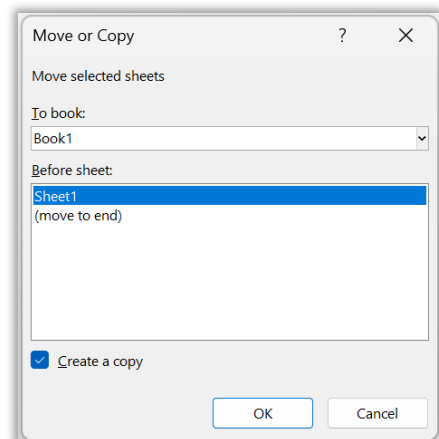 Move or Copy ?
Move selected sheets
To book:
Book1
Before sheet:
Sheet1
(move to end)
Create a copy
OK Cancel